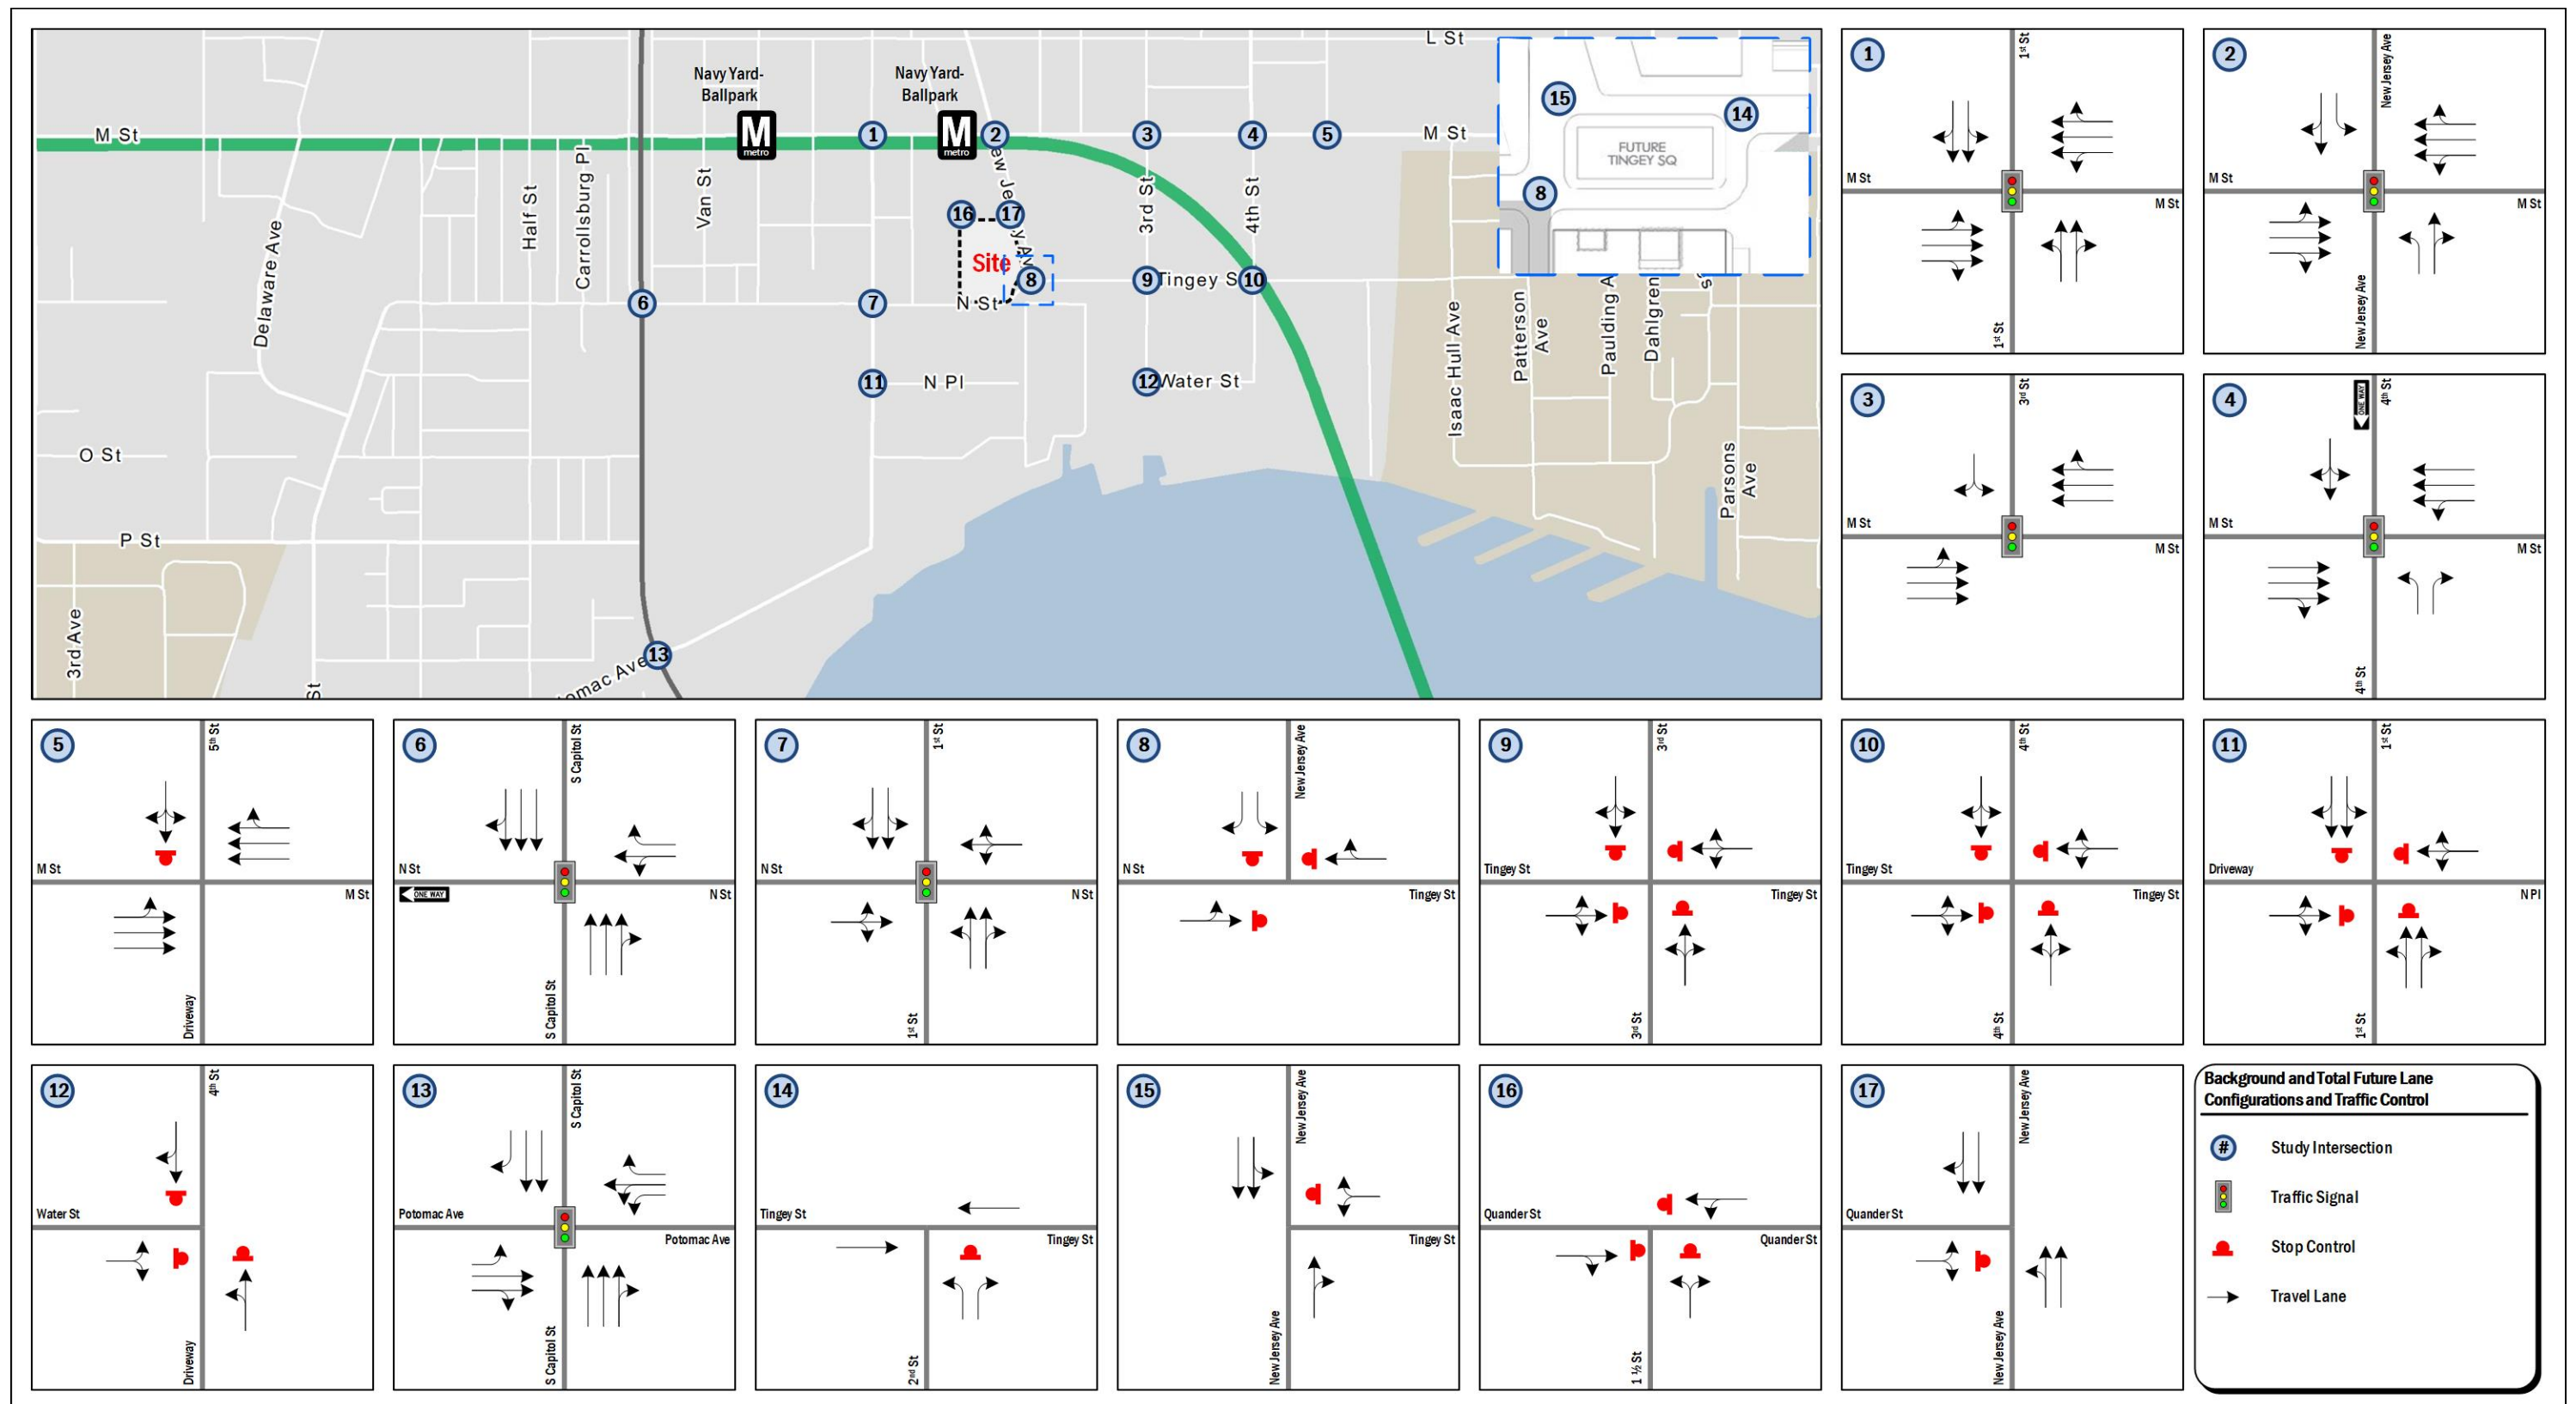 L St
Navy Yard-
Ballpark
Navy Yard-
Ballpark
M
metro
M
metro
M St
M St
1
2
3
4
5
Half St
Carrollsburg Pl
Van St
Delaware Ave
3rd St
4th St
16
17
Site
8
6
7
N St
9
Tingey S
10
11
N Pl
12
Water St
O St
P St
3rd Ave
St
13
omac Ave
Isaac Hull Ave
Patterson
Ave
Paulding A
Dahlgren
Parsons
Ave
15
14
FUTURE
TINGEY SQ
8
1
1st St
M St
M St
1st St
2
New Jersey Ave
M St
M St
New Jersey Ave
3
3rd St
M St
M St
4
ONE WAY
4th St
M St
M St
4th St
5
5th St
M St
M St
Driveway
6
S Capitol St
N St
ONE WAY
N St
S Capitol St
7
1st St
N St
N St
1st St
8
New Jersey Ave
N St
Tingey St
9
3rd St
Tingey St
Tingey St
3rd St
10
4th St
Tingey St
Tingey St
4th St
11
1st St
Driveway
N Pl
1st St
12
4th St
Water St
Driveway
13
S Capitol St
Potomac Ave
Potomac Ave
S Capitol St
14
Tingey St
Tingey St
2nd St
15
New Jersey Ave
Tingey St
New Jersey Ave
16
Quander St
Quander St
1 ½ St
17
New Jersey Ave
Quander St
New Jersey Ave
Background and Total Future Lane
Configurations and Traffic Control
# Study Intersection
Traffic Signal
Stop Control
Travel Lane